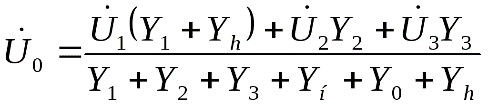 U̇₀ = (U̇₁(Y₁ + Yₕ) + U̇₂Y₂ + U̇₃Y₃) / (Y₁ + Y₂ + Y₃ + Yí + Y₀ + Yₕ)